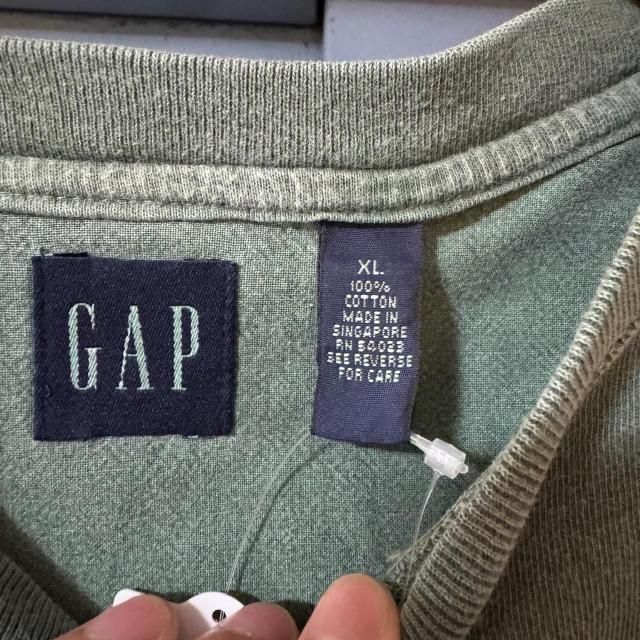 GAP
XL
100%
COTTON
MADE IN
SINGAPORE
RN 54023
SEE REVERSE
FOR CARE